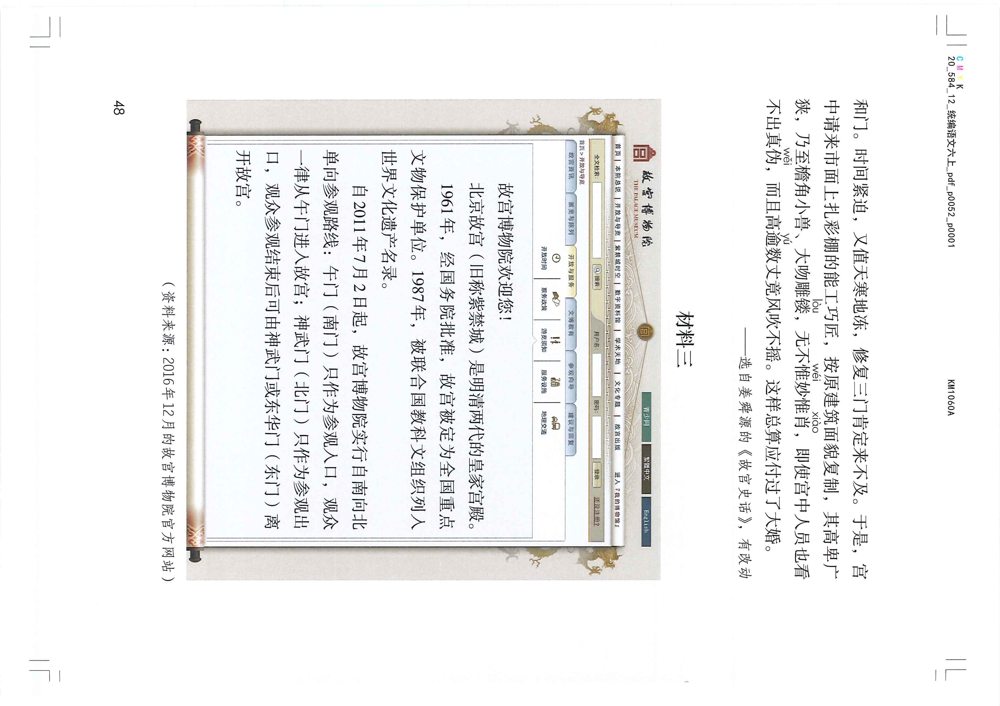 C M Y K
20_584_12_统编语文六上_pdf_p0052_p0001
KM1060A
和门。时间紧迫，又值天寒地冻，修复三门肯定来不及。于是，宫
中请来市面上扎彩棚的能工巧匠，按原建筑面貌复制，其高卑广
lòu wéi xiào
狭，乃至檐角小兽、大吻雕镂，无不惟妙惟肖，即使宫中人员也看
wěi yú
不出真伪，而且高逾数丈竟风吹不摇。这样总算应付过了大婚。
——选自姜舜源的《故宫史话》，有改动
材料三
故宫博物院
THE PALACE MUSEUM
青少网
繁體中文
English
首页 | 本院总说 | 开放与导览 | 紫禁城时空 | 数字资料馆 | 学术天地 | 文化专题 | 故宫出版 进入『我的博物馆』
全文检索： 搜索 用户名： 密码： 登录 还没注册？
首页 > 开放与导览
故宫资讯 展览与陈列 开放与服务 文博教育 参观向导 建议与回复
开放时间 票务政策 游览须知 服务设施 地理交通
故宫博物院欢迎您！
北京故宫（旧称紫禁城）是明清两代的皇家宫殿。
1961年，经国务院批准，故宫被定为全国重点
文物保护单位。1987年，被联合国教科文组织列入
世界文化遗产名录。
自2011年7月2日起，故宫博物院实行自南向北
单向参观路线：午门（南门）只作为参观入口，观众
一律从午门进入故宫；神武门（北门）只作为参观出
口，观众参观结束后可由神武门或东华门（东门）离
开故宫。
（资料来源：2016年12月的故宫博物院官方网站）
48